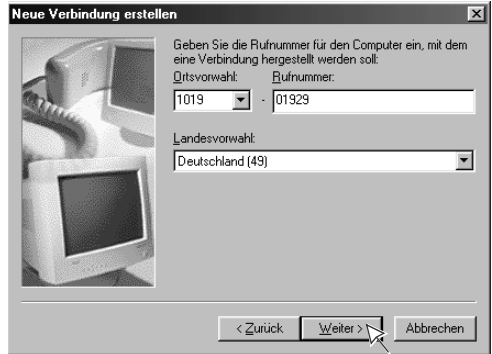 Neue Verbindung erstellen
Geben Sie die Rufnummer für den Computer ein, mit dem
eine Verbindung hergestellt werden soll:
Ortsvorwahl: Rufnummer:
1019 - 01929
Landesvorwahl:
Deutschland (49)
< Zurück Weiter > Abbrechen